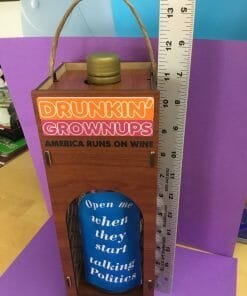 DRUNKIN'
GROWNUPS
AMERICA RUNS ON WINE
Open me
when
they
start
talking
Politics